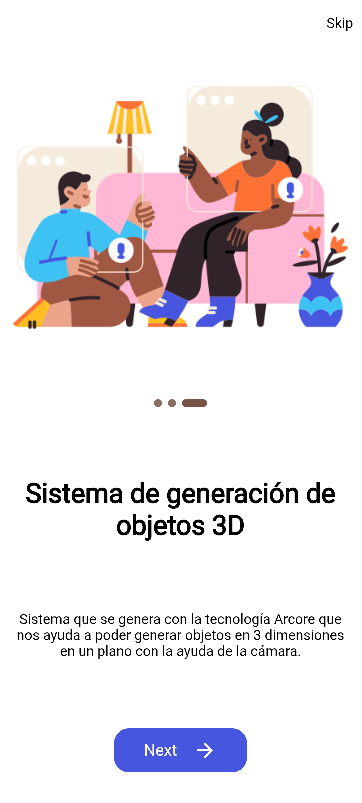 Skip
Sistema de generación de
objetos 3D
Sistema que se genera con la tecnología Arcore que
nos ayuda a poder generar objetos en 3 dimensiones
en un plano con la ayuda de la cámara.
Next